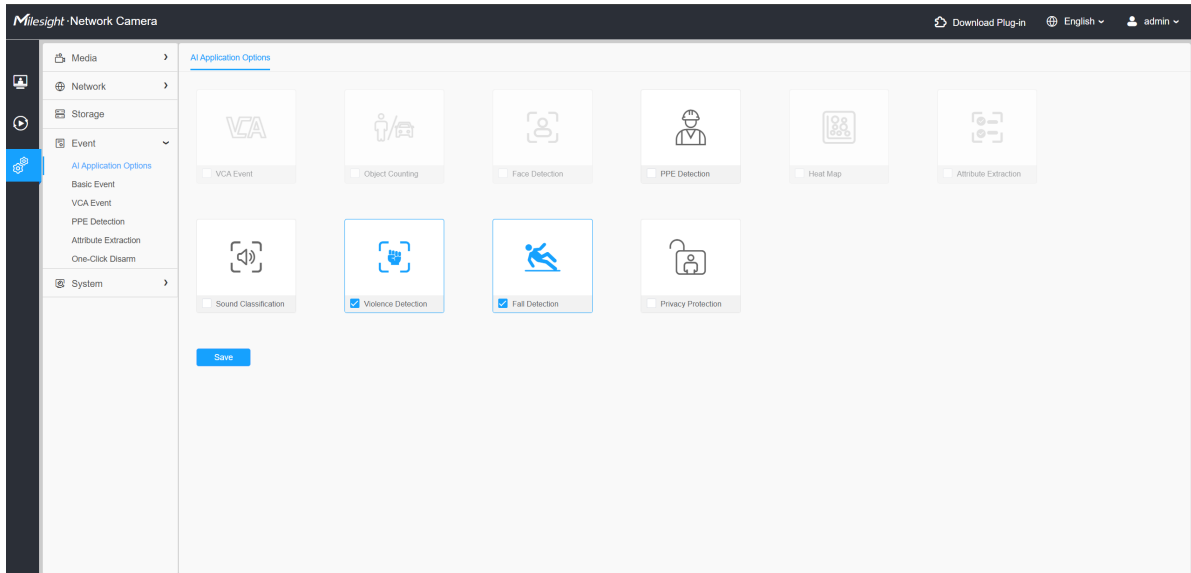 Milesight · Network Camera
Download Plug-in
English
admin
Media
Network
Storage
Event
AI Application Options
Basic Event
VCA Event
PPE Detection
Attribute Extraction
One-Click Disarm
System
AI Application Options
VCA
VCA Event
Object Counting
Face Detection
PPE Detection
Heat Map
Attribute Extraction
Sound Classification
Violence Detection
Fall Detection
Privacy Protection
Save